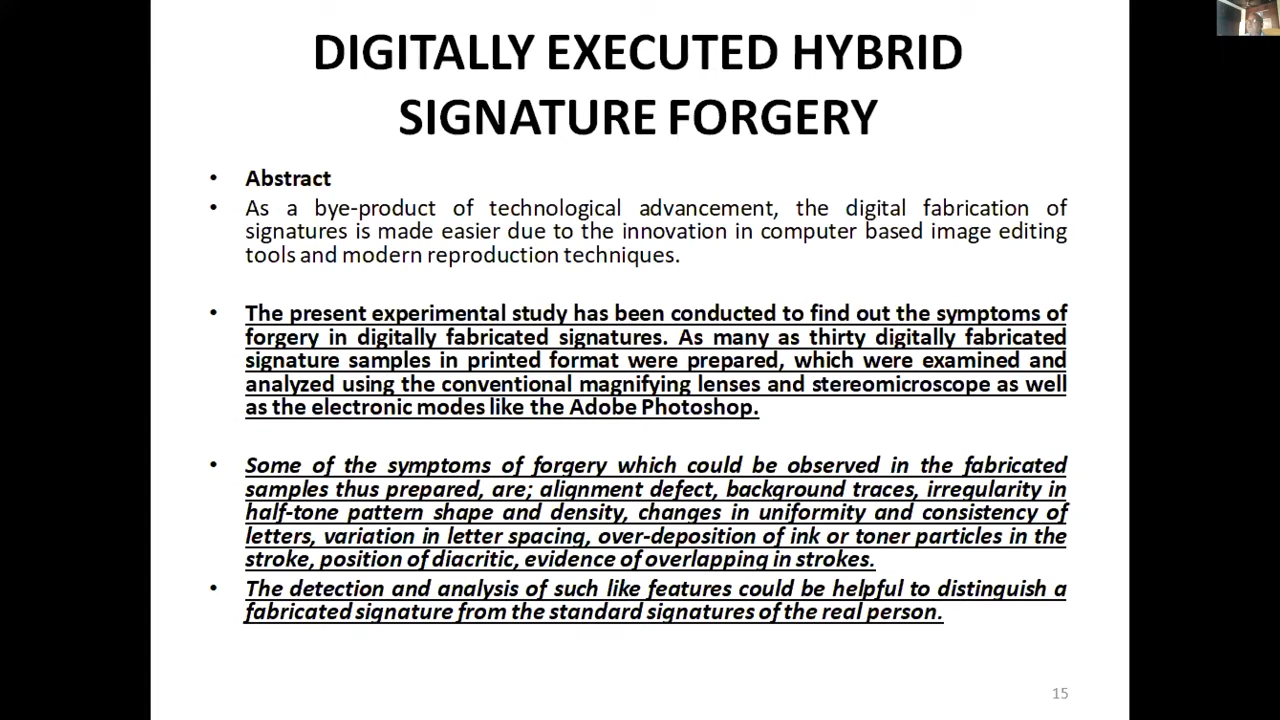 DIGITALLY EXECUTED HYBRID
SIGNATURE FORGERY
• Abstract
• As a bye-product of technological advancement, the digital fabrication of
signatures is made easier due to the innovation in computer based image editing
tools and modern reproduction techniques.
• The present experimental study has been conducted to find out the symptoms of
forgery in digitally fabricated signatures. As many as thirty digitally fabricated
signature samples in printed format were prepared, which were examined and
analyzed using the conventional magnifying lenses and stereomicroscope as well
as the electronic modes like the Adobe Photoshop.
• Some of the symptoms of forgery which could be observed in the fabricated
samples thus prepared, are; alignment defect, background traces, irregularity in
half-tone pattern shape and density, changes in uniformity and consistency of
letters, variation in letter spacing, over-deposition of ink or toner particles in the
stroke, position of diacritic, evidence of overlapping in strokes.
• The detection and analysis of such like features could be helpful to distinguish a
fabricated signature from the standard signatures of the real person.
15